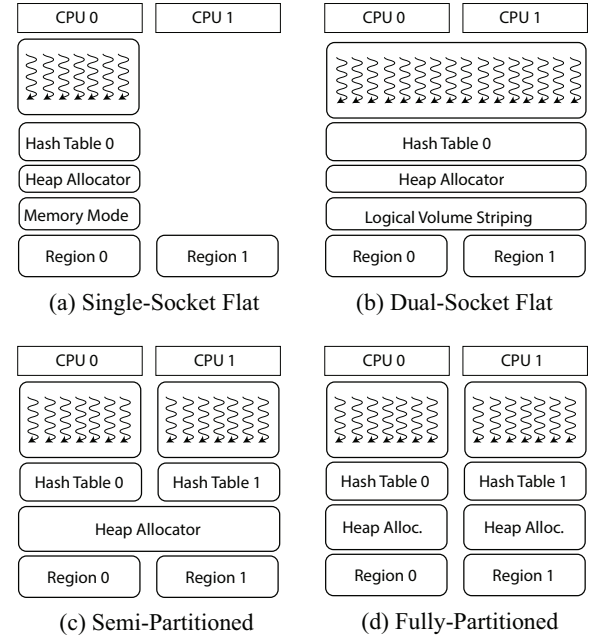 CPU 0 CPU 1
Hash Table 0
Heap Allocator
Memory Mode
Region 0 Region 1
(a) Single-Socket Flat
CPU 0 CPU 1
Hash Table 0
Heap Allocator
Logical Volume Striping
Region 0 Region 1
(b) Dual-Socket Flat
CPU 0 CPU 1
Hash Table 0 Hash Table 1
Heap Allocator
Region 0 Region 1
(c) Semi-Partitioned
CPU 0 CPU 1
Hash Table 0 Hash Table 1
Heap Alloc. Heap Alloc.
Region 0 Region 1
(d) Fully-Partitioned